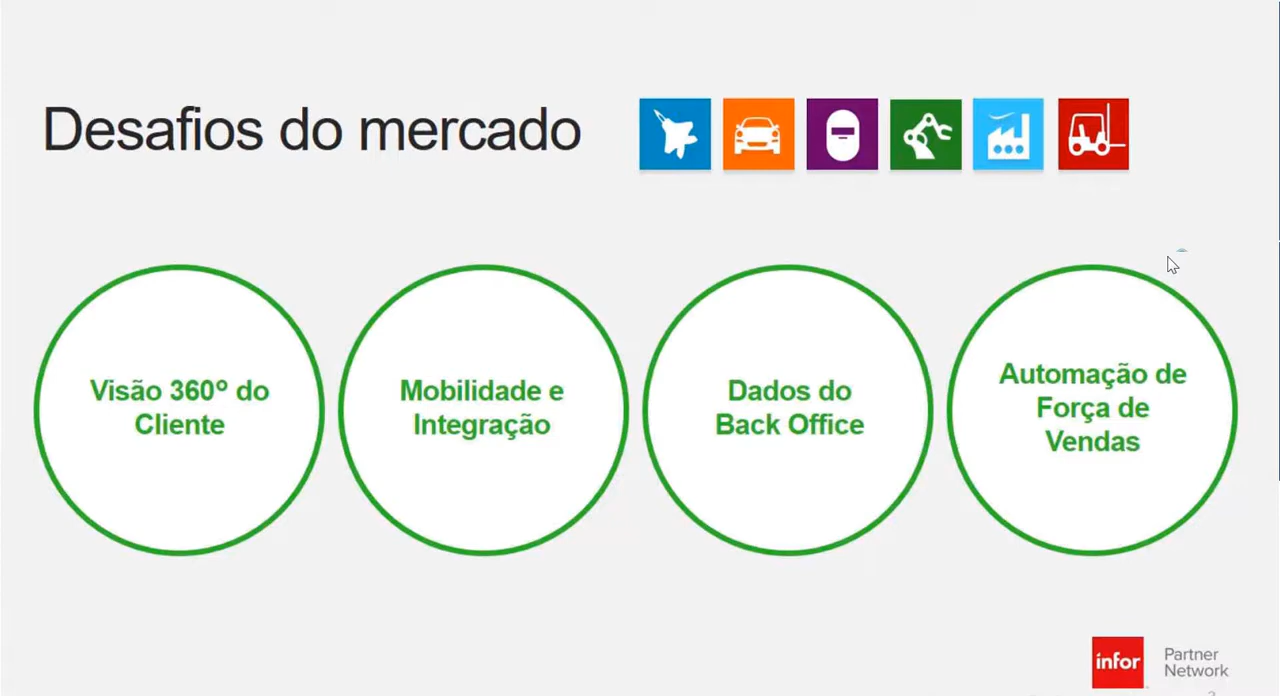 Desafios do mercado
Visão 360º do
Cliente
Mobilidade e
Integração
Dados do
Back Office
Automação de
Força de
Vendas
infor
Partner
Network